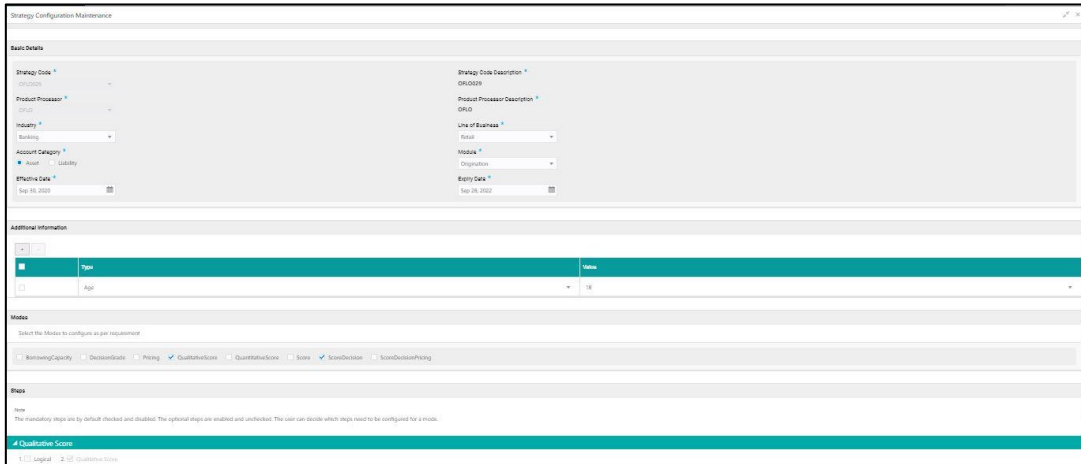 Strategy Configuration Maintenance
Basic Details
Strategy Code *
Strategy Code Description *
OFLO029
OFLO029
Product Processor *
Product Processor Description *
OFLO
OFLO
Industry *
Line of Business *
Banking
Retail
Account Category *
Module *
Asset Liability
Origination
Effective Date *
Expiry Date *
Sep 30, 2020
Sep 28, 2022
Additional Information
Type Value
Age 18
Modes
Select the Modes to configure as per requirement
BorrowingCapacity DecisionGrade Pricing QualitativeScore QuantitativeScore Score ScoreDecision ScoreDecisionPricing
Steps
Note
The mandatory steps are by default checked and disabled. The optional steps are enabled and unchecked. The user can decide which steps need to be configured for a mode.
Qualitative Score
1. Logical 2. Qualitative Score